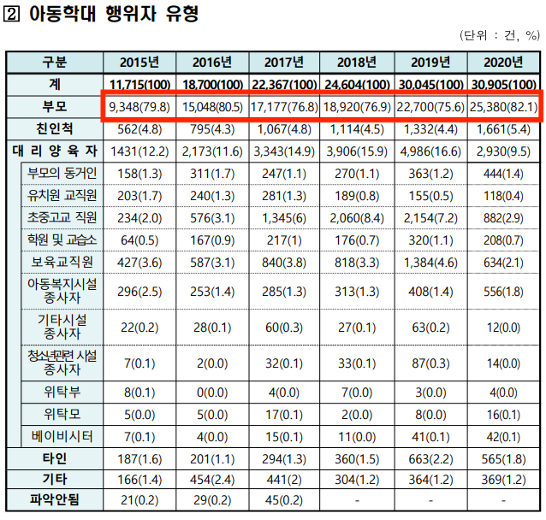 ② 아동학대 행위자 유형
(단위 : 건, %)
구분 2015년 2016년 2017년 2018년 2019년 2020년
계 11,715(100) 18,700(100) 22,367(100) 24,604(100) 30,045(100) 30,905(100)
부모 9,348(79.8) 15,048(80.5) 17,177(76.8) 18,920(76.9) 22,700(75.6) 25,380(82.1)
친인척 562(4.8) 795(4.3) 1,067(4.8) 1,114(4.5) 1,332(4.4) 1,661(5.4)
대리양육자 1431(12.2) 2,173(11.6) 3,343(14.9) 3,906(15.9) 4,986(16.6) 2,930(9.5)
부모의 동거인 158(1.3) 311(1.7) 247(1.1) 270(1.1) 363(1.2) 444(1.4)
유치원 교직원 203(1.7) 240(1.3) 281(1.3) 189(0.8) 155(0.5) 118(0.4)
초중고교 직원 234(2.0) 576(3.1) 1,345(6) 2,060(8.4) 2,154(7.2) 882(2.9)
학원 및 교습소 64(0.5) 167(0.9) 217(1) 176(0.7) 320(1.1) 208(0.7)
보육교직원 427(3.6) 587(3.1) 840(3.8) 818(3.3) 1,384(4.6) 634(2.1)
아동복지시설
종사자 296(2.5) 253(1.4) 285(1.3) 313(1.3) 408(1.4) 556(1.8)
기타시설
종사자 22(0.2) 28(0.1) 60(0.3) 27(0.1) 63(0.2) 12(0.0)
청소년관련 시설
종사자 7(0.1) 2(0.0) 32(0.1) 33(0.1) 87(0.3) 14(0.0)
위탁부 8(0.1) 0(0.0) 4(0.0) 7(0.0) 3(0.0) 4(0.0)
위탁모 5(0.0) 5(0.0) 17(0.1) 2(0.0) 8(0.0) 16(0.1)
베이비시터 7(0.1) 4(0.0) 15(0.1) 11(0.0) 41(0.1) 42(0.1)
타인 187(1.6) 201(1.1) 294(1.3) 360(1.5) 663(2.2) 565(1.8)
기타 166(1.4) 454(2.4) 441(2) 304(1.2) 364(1.2) 369(1.2)
파악안됨 21(0.2) 29(0.2) 45(0.2) - - -